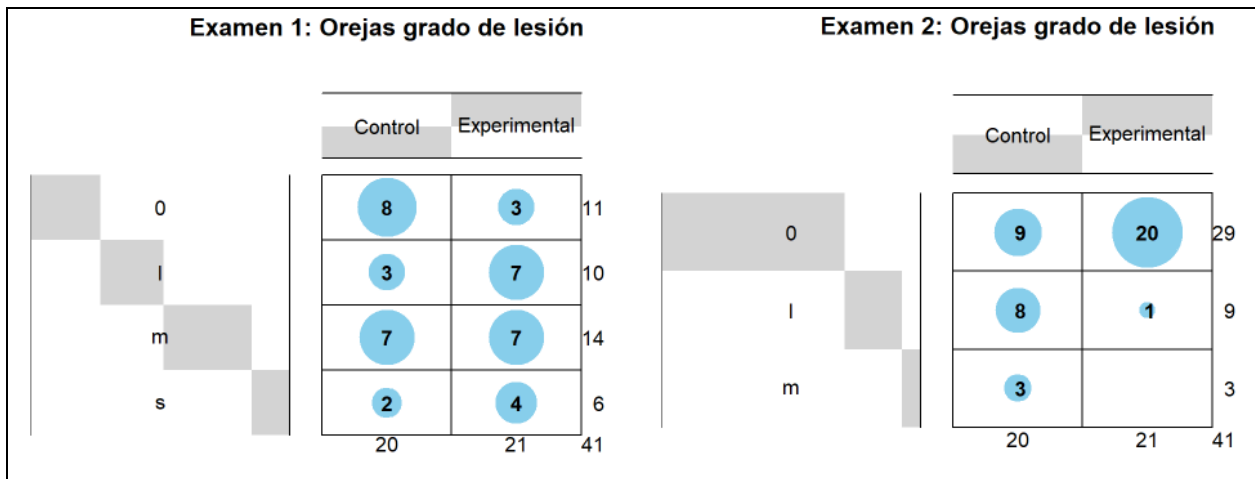 Examen 1: Orejas grado de lesión
Control Experimental
0 8 3 11
l 3 7 10
m 7 7 14
s 2 4 6
20 21 41
Examen 2: Orejas grado de lesión
Control Experimental
0 9 20 29
l 8 1 9
m 3 3
20 21 41